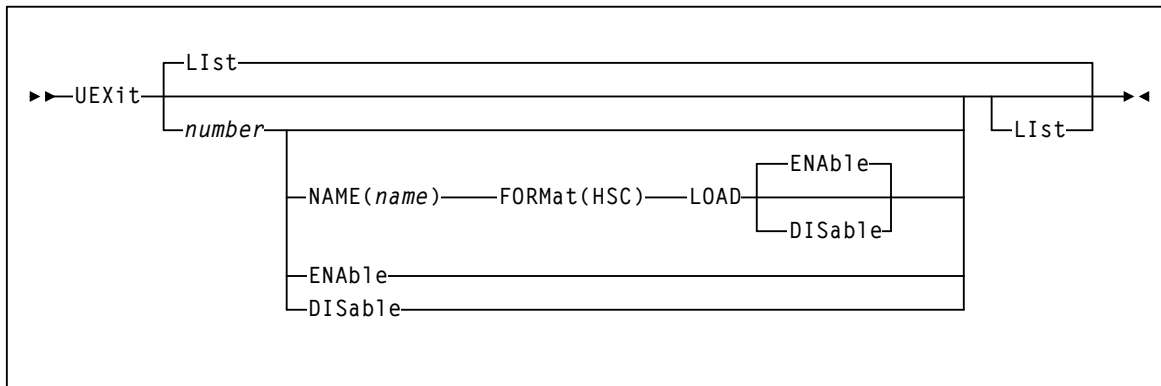 LIst
UEXit
number
LIst
ENAble
NAME(name) FORMat(HSC) LOAD
DISable
ENAble
DISable